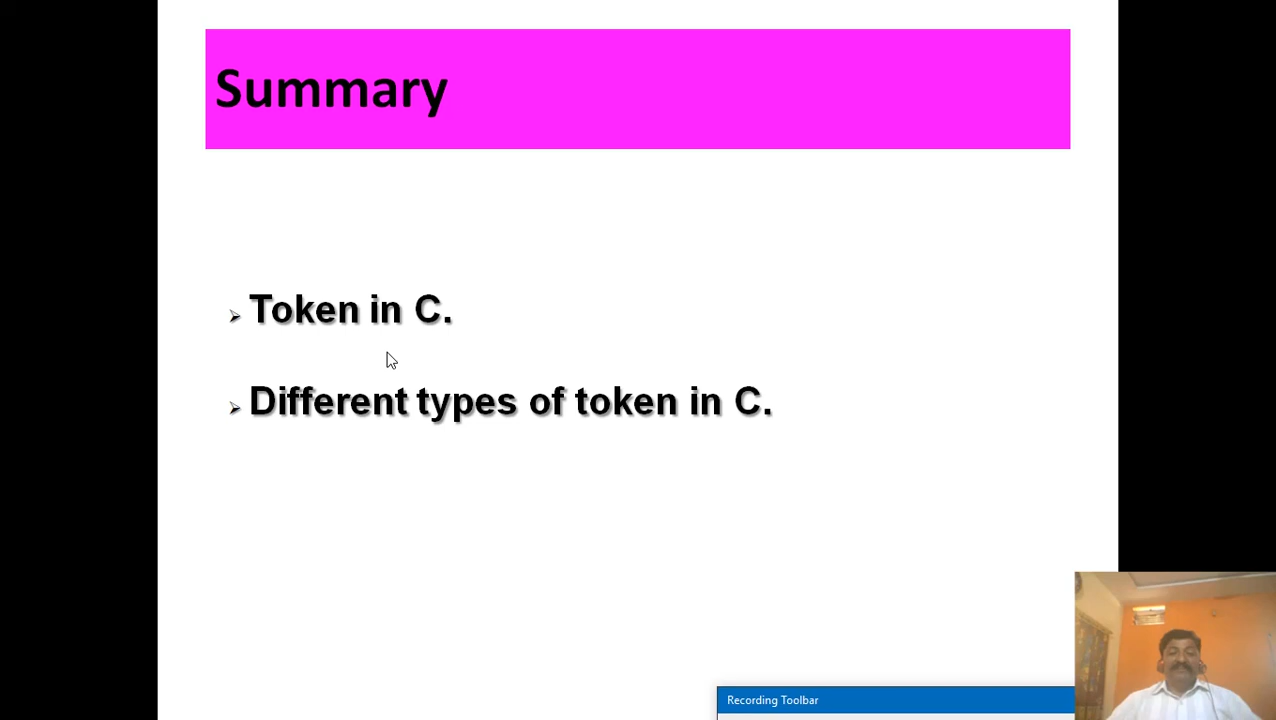 Summary
Token in C.
Different types of token in C.
Recording Toolbar